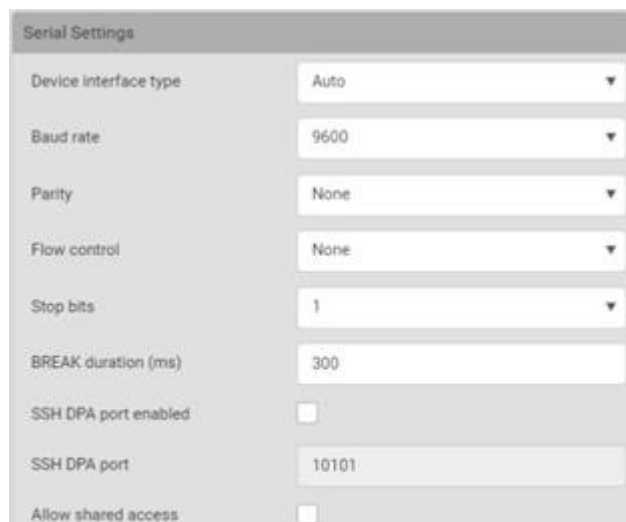 Serial Settings
Device interface type Auto
Baud rate 9600
Parity None
Flow control None
Stop bits 1
BREAK duration (ms) 300
SSH DPA port enabled
SSH DPA port 10101
Allow shared access